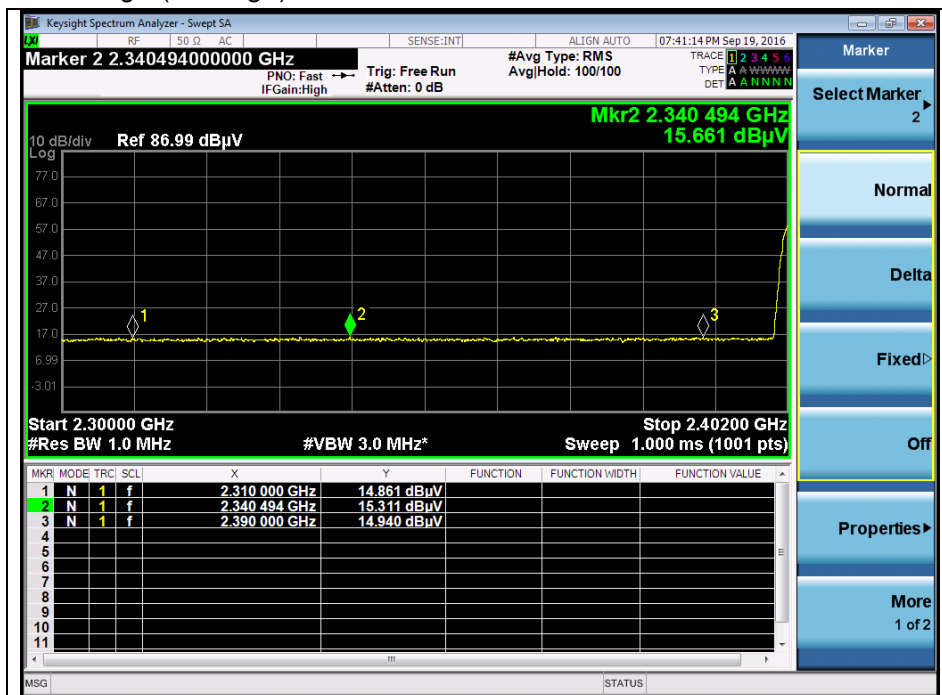 Keysight Spectrum Analyzer - Swept SA
LXI RF 50 Ω AC SENSE:INT ALIGN AUTO 07:41:14 PM Sep 19, 2016
Marker 2 2.340494000000 GHz
PNO: Fast
IFGain:High
Trig: Free Run
#Atten: 0 dB
#Avg Type: RMS
Avg|Hold: 100/100
TRACE 1 2 3 4 5 6
TYPE A A WWWW
DET A A N N N N
Mkr2 2.340 494 GHz
15.661 dBµV
10 dB/div Ref 86.99 dBµV
Log
77.0
67.0
57.0
47.0
37.0
27.0
17.0
6.99
-3.01
1
2
3
Start 2.30000 GHz Stop 2.40200 GHz
#Res BW 1.0 MHz #VBW 3.0 MHz* Sweep 1.000 ms (1001 pts)
MKR MODE TRC SCL X Y FUNCTION FUNCTION WIDTH FUNCTION VALUE
1 N 1 f 2.310 000 GHz 14.861 dBµV
2 N 1 f 2.340 494 GHz 15.311 dBµV
3 N 1 f 2.390 000 GHz 14.940 dBµV
4
5
6
7
8
9
10
11
MSG STATUS
Marker
Select Marker
2
Normal
Delta
Fixed
Off
Properties
More
1 of 2